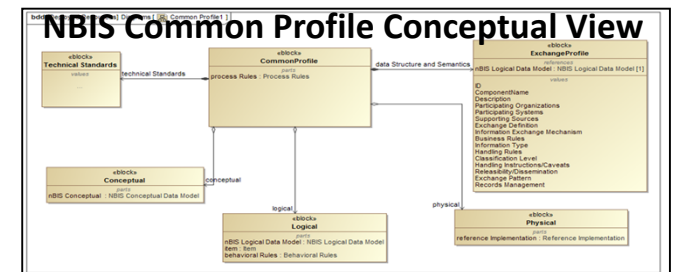 NBIS Common Profile Conceptual View
bdd [ Diagrams [ Common Profile1 ]
«block»
Technical Standards
values
...
technical Standards
«block»
CommonProfile
parts
process Rules : Process Rules
data Structure and Semantics
«block»
ExchangeProfile
references
nBIS Logical Data Model : NBIS Logical Data Model [1]
values
ID
ComponentName
Description
Participating Organizations
Participating Systems
Supporting Sources
Exchange Definition
Information Exchange Mechanism
Business Rules
Information Type
Handling Rules
Classification Level
Handling Instructions/Caveats
Releasibility/Dissemination
Exchange Pattern
Records Management
«block»
Conceptual
parts
nBIS Conceptual : NBIS Conceptual Data Model
conceptual
logical
«block»
Logical
parts
nBIS Logical Data Model : NBIS Logical Data Model
item : Item
behavioral Rules : Behavioral Rules
physical
«block»
Physical
parts
reference Implementation : Reference Implementation